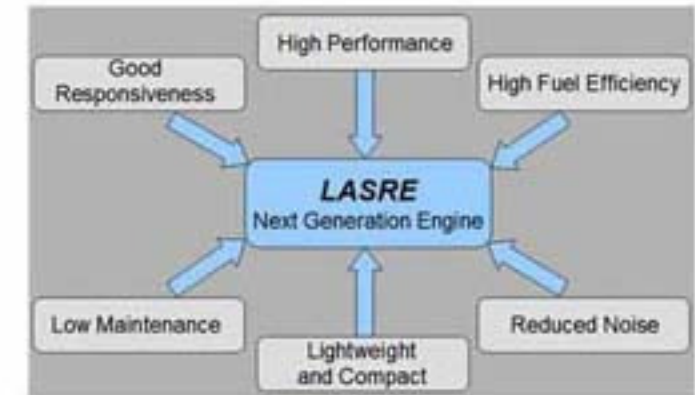 High Performance
Good
Responsiveness
High Fuel Efficiency
LASRE
Next Generation Engine
Low Maintenance
Reduced Noise
Lightweight
and Compact